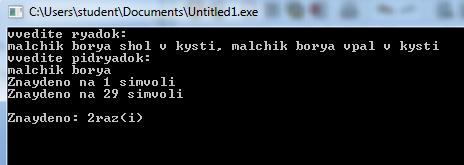 C:\Users\student\Documents\Untitled1.exe
vvedite ryadok:
malchik borya shol v kysti, malchik borya vpal v kysti
vvedite pidryadok:
malchik borya
Znaydeno na 1 simvoli
Znaydeno na 29 simvoli
Znaydeno: 2raz(i)